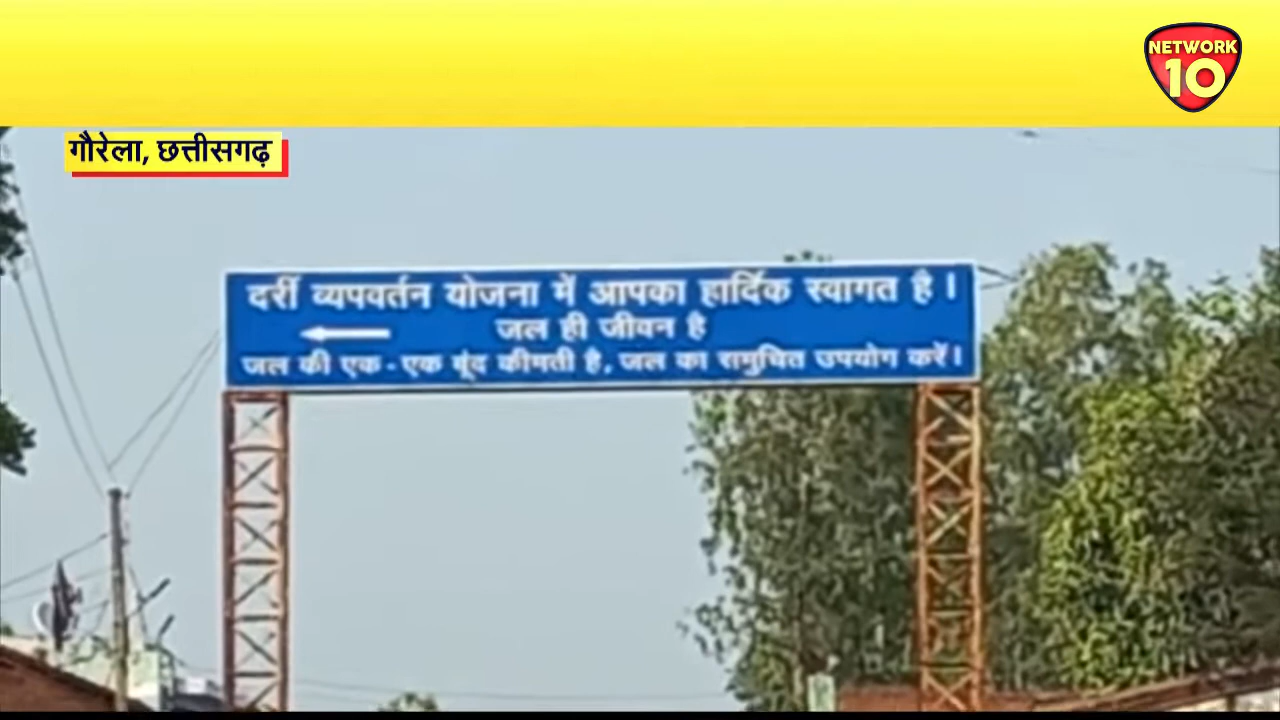 NETWORK
10
गौरेला, छत्तीसगढ़
दर्री व्यपवर्तन योजना में आपका हार्दिक स्वागत है ।
जल ही जीवन है
जल की एक - एक बूंद कीमती है, जल का समुचित उपयोग करें।